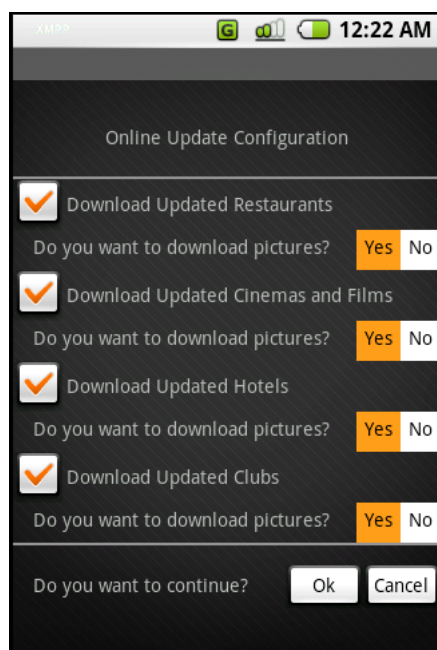 XMPP
G 12:22 AM
Online Update Configuration
Download Updated Restaurants
Do you want to download pictures? Yes No
Download Updated Cinemas and Films
Do you want to download pictures? Yes No
Download Updated Hotels
Do you want to download pictures? Yes No
Download Updated Clubs
Do you want to download pictures? Yes No
Do you want to continue? Ok Cancel